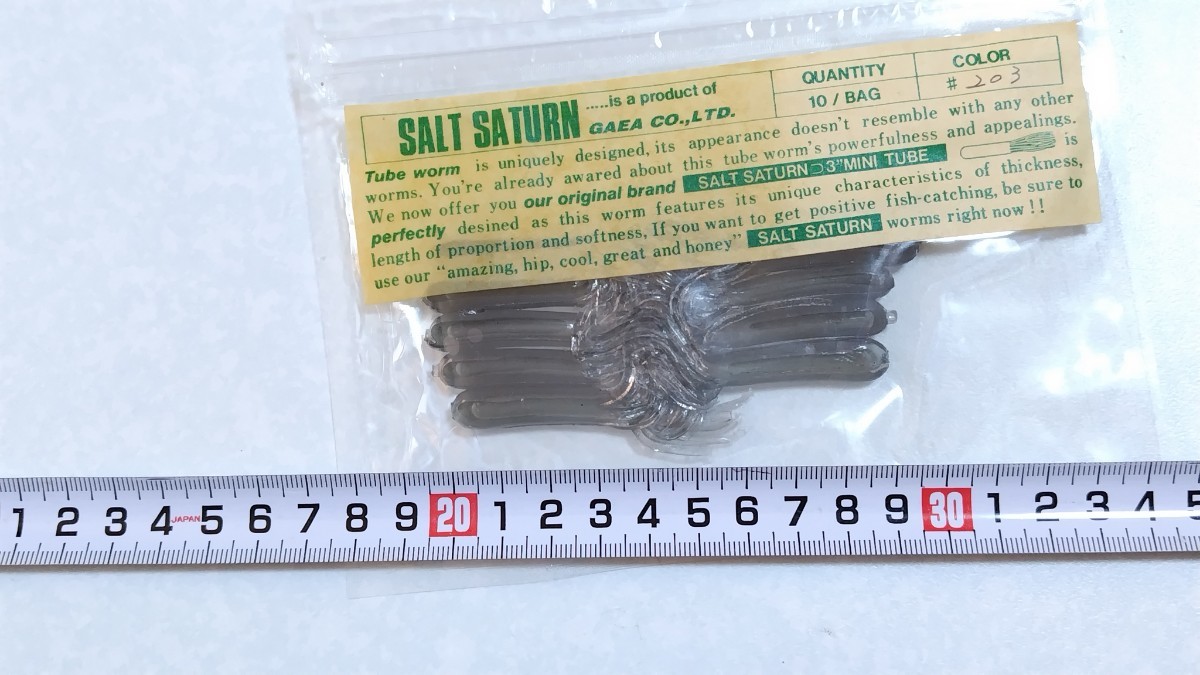 SALT SATURN .....is a product of GAEA CO.,LTD.
QUANTITY
10 / BAG
COLOR
# 203
Tube worm is uniquely designed, its appearance doesn't resemble with any other
worms. You're already awared about this tube worm's powerfulness and appealings.
We now offer you our original brand SALT SATURN⊃3"MINI TUBE is
perfectly desined as this worm features its unique characteristics of thickness,
length of proportion and softness, If you want to get positive fish-catching, be sure to
use our "amazing, hip, cool, great and honey" SALT SATURN worms right now !!
1 2 3 4 JAPAN 5 6 7 8 9 20 1 2 3 4 5 6 7 8 9 30 1 2 3 4 5